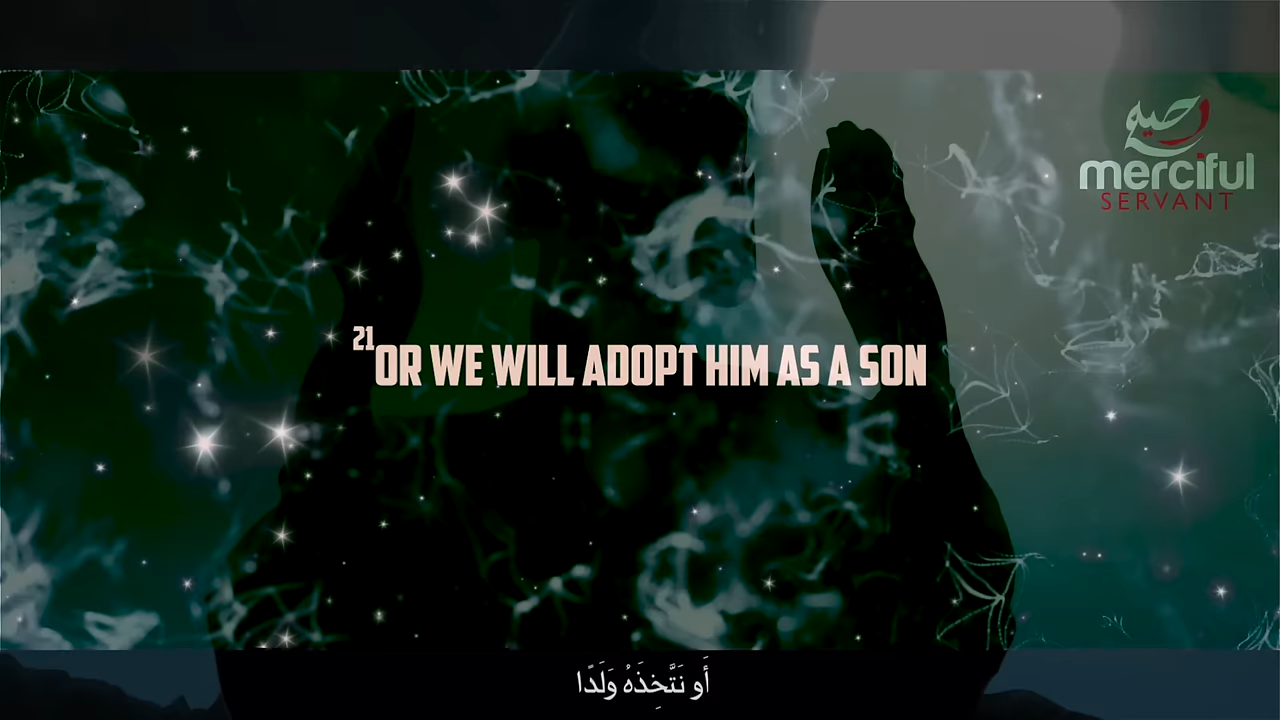 رحيم
merciful
SERVANT
21 OR WE WILL ADOPT HIM AS A SON
أَو نَتَّخِذَهُ وَلَدًا